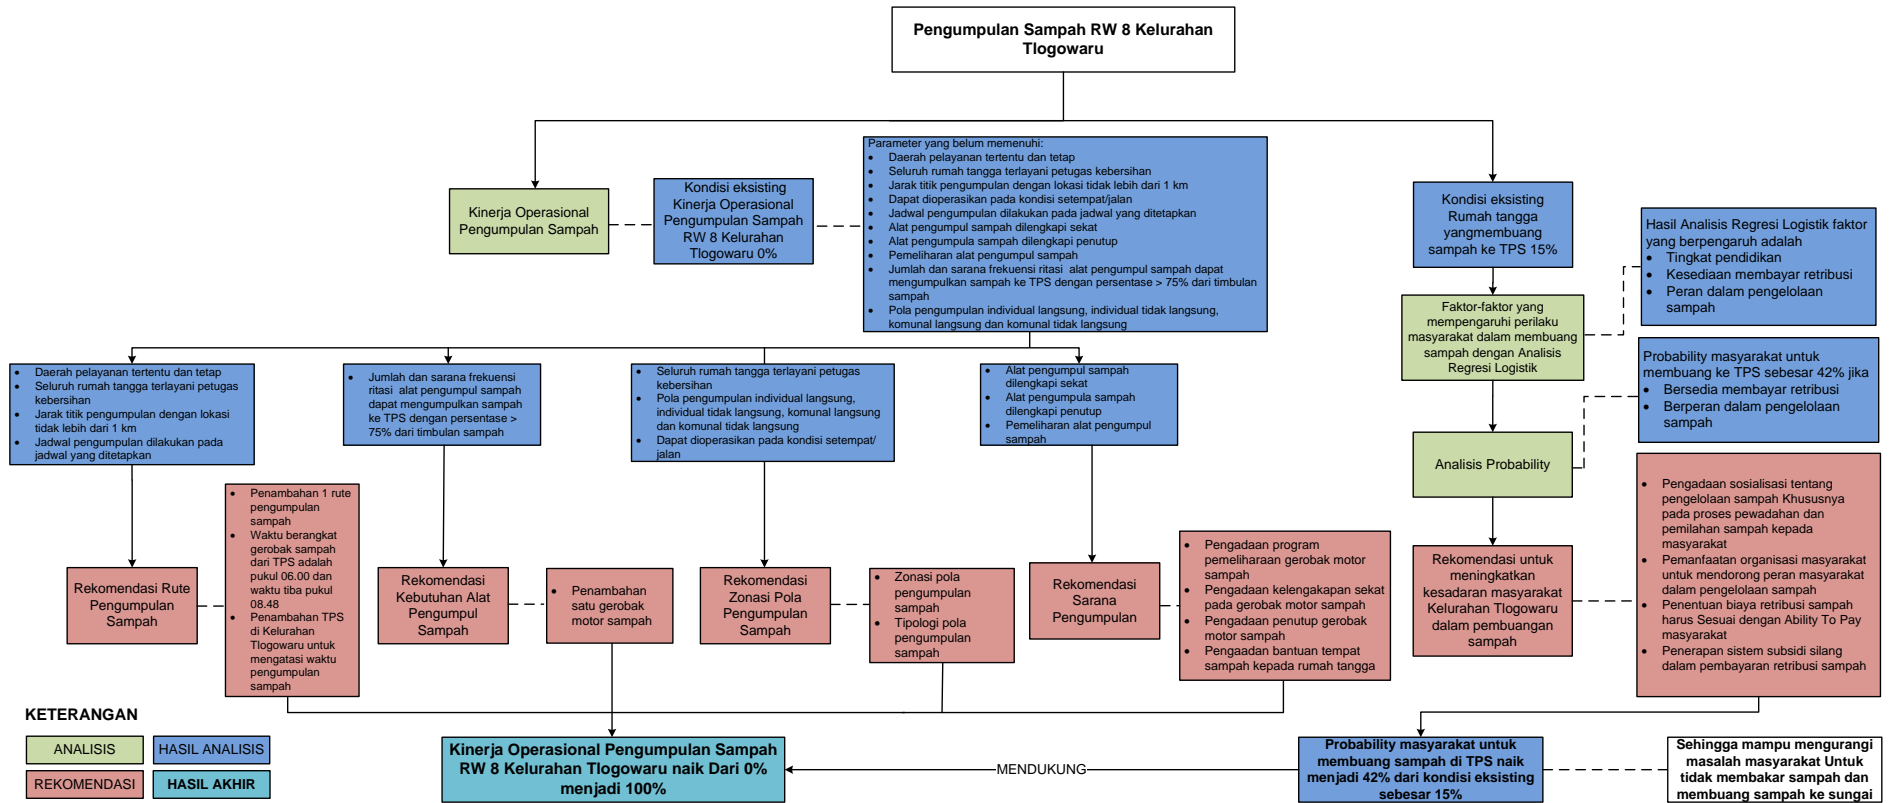 Pengumpulan Sampah RW 8 Kelurahan
Tlogowaru
Kinerja Operasional
Pengumpulan Sampah
Kondisi eksisting
Kinerja Operasional
Pengumpulan Sampah
RW 8 Kelurahan
Tlogowaru 0%
Parameter yang belum memenuhi:
• Daerah pelayanan tertentu dan tetap
• Seluruh rumah tangga terlayani petugas kebersihan
• Jarak titik pengumpulan dengan lokasi tidak lebih dari 1 km
• Dapat dioperasikan pada kondisi setempat/jalan
• Jadwal pengumpulan dilakukan pada jadwal yang ditetapkan
• Alat pengumpul sampah dilengkapi sekat
• Alat pengumpula sampah dilengkapi penutup
• Pemeliharan alat pengumpul sampah
• Jumlah dan sarana frekuensi ritasi alat pengumpul sampah dapat
mengumpulkan sampah ke TPS dengan persentase > 75% dari timbulan
sampah
• Pola pengumpulan individual langsung, individual tidak langsung,
komunal langsung dan komunal tidak langsung
Kondisi eksisting
Rumah tangga
yangmembuang
sampah ke TPS 15%
Hasil Analisis Regresi Logistik faktor
yang berpengaruh adalah
• Tingkat pendidikan
• Kesediaan membayar retribusi
• Peran dalam pengelolaan
sampah
Faktor-faktor yang
mempengaruhi perilaku
masyarakat dalam membuang
sampah dengan Analisis
Regresi Logistik
Probability masyarakat untuk
membuang ke TPS sebesar 42% jika
• Bersedia membayar retribusi
• Berperan dalam pengelolaan
sampah
Analisis Probability
• Daerah pelayanan tertentu dan tetap
• Seluruh rumah tangga terlayani petugas
kebersihan
• Jarak titik pengumpulan dengan lokasi
tidak lebih dari 1 km
• Jadwal pengumpulan dilakukan pada
jadwal yang ditetapkan
• Jumlah dan sarana frekuensi
ritasi alat pengumpul sampah
dapat mengumpulkan sampah
ke TPS dengan persentase >
75% dari timbulan sampah
• Seluruh rumah tangga terlayani petugas
kebersihan
• Pola pengumpulan individual langsung,
individual tidak langsung, komunal langsung
dan komunal tidak langsung
• Dapat dioperasikan pada kondisi setempat/
jalan
• Alat pengumpul sampah
dilengkapi sekat
• Alat pengumpula sampah
dilengkapi penutup
• Pemeliharan alat pengumpul
sampah
Rekomendasi Rute
Pengumpulan
Sampah
• Penambahan 1 rute
pengumpulan
sampah
• Waktu berangkat
gerobak sampah
dari TPS adalah
pukul 06.00 dan
waktu tiba pukul
08.48
• Penambahan TPS
di Kelurahan
Tlogowaru untuk
mengatasi waktu
pengumpulan
sampah
Rekomendasi
Kebutuhan Alat
Pengumpul
Sampah
• Penambahan
satu gerobak
motor sampah
Rekomendasi
Zonasi Pola
Pengumpulan
Sampah
• Zonasi pola
pengumpulan
sampah
• Tipologi pola
pengumpulan
sampah
Rekomendasi
Sarana
Pengumpulan
• Pengadaan program
pemeliharaan gerobak motor
sampah
• Pengadaan kelengakapan sekat
pada gerobak motor sampah
• Pengadaan penutup gerobak
motor sampah
• Pengaadan bantuan tempat
sampah kepada rumah tangga
Rekomendasi untuk
meningkatkan
kesadaran masyarakat
Kelurahan Tlogowaru
dalam pembuangan
sampah
• Pengadaan sosialisasi tentang
pengelolaan sampah Khususnya
pada proses pewadahan dan
pemilahan sampah kepada
masyarakat
• Pemanfaatan organisasi masyarakat
untuk mendorong peran masyarakat
dalam pengelolaan sampah
• Penentuan biaya retribusi sampah
harus Sesuai dengan Ability To Pay
masyarakat
• Penerapan sistem subsidi silang
dalam pembayaran retribusi sampah
KETERANGAN
ANALISIS
HASIL ANALISIS
REKOMENDASI
HASIL AKHIR
Kinerja Operasional Pengumpulan Sampah
RW 8 Kelurahan Tlogowaru naik Dari 0%
menjadi 100%
MENDUKUNG
Probability masyarakat untuk
membuang sampah di TPS naik
menjadi 42% dari kondisi eksisting
sebesar 15%
Sehingga mampu mengurangi
masalah masyarakat Untuk
tidak membakar sampah dan
membuang sampah ke sungai